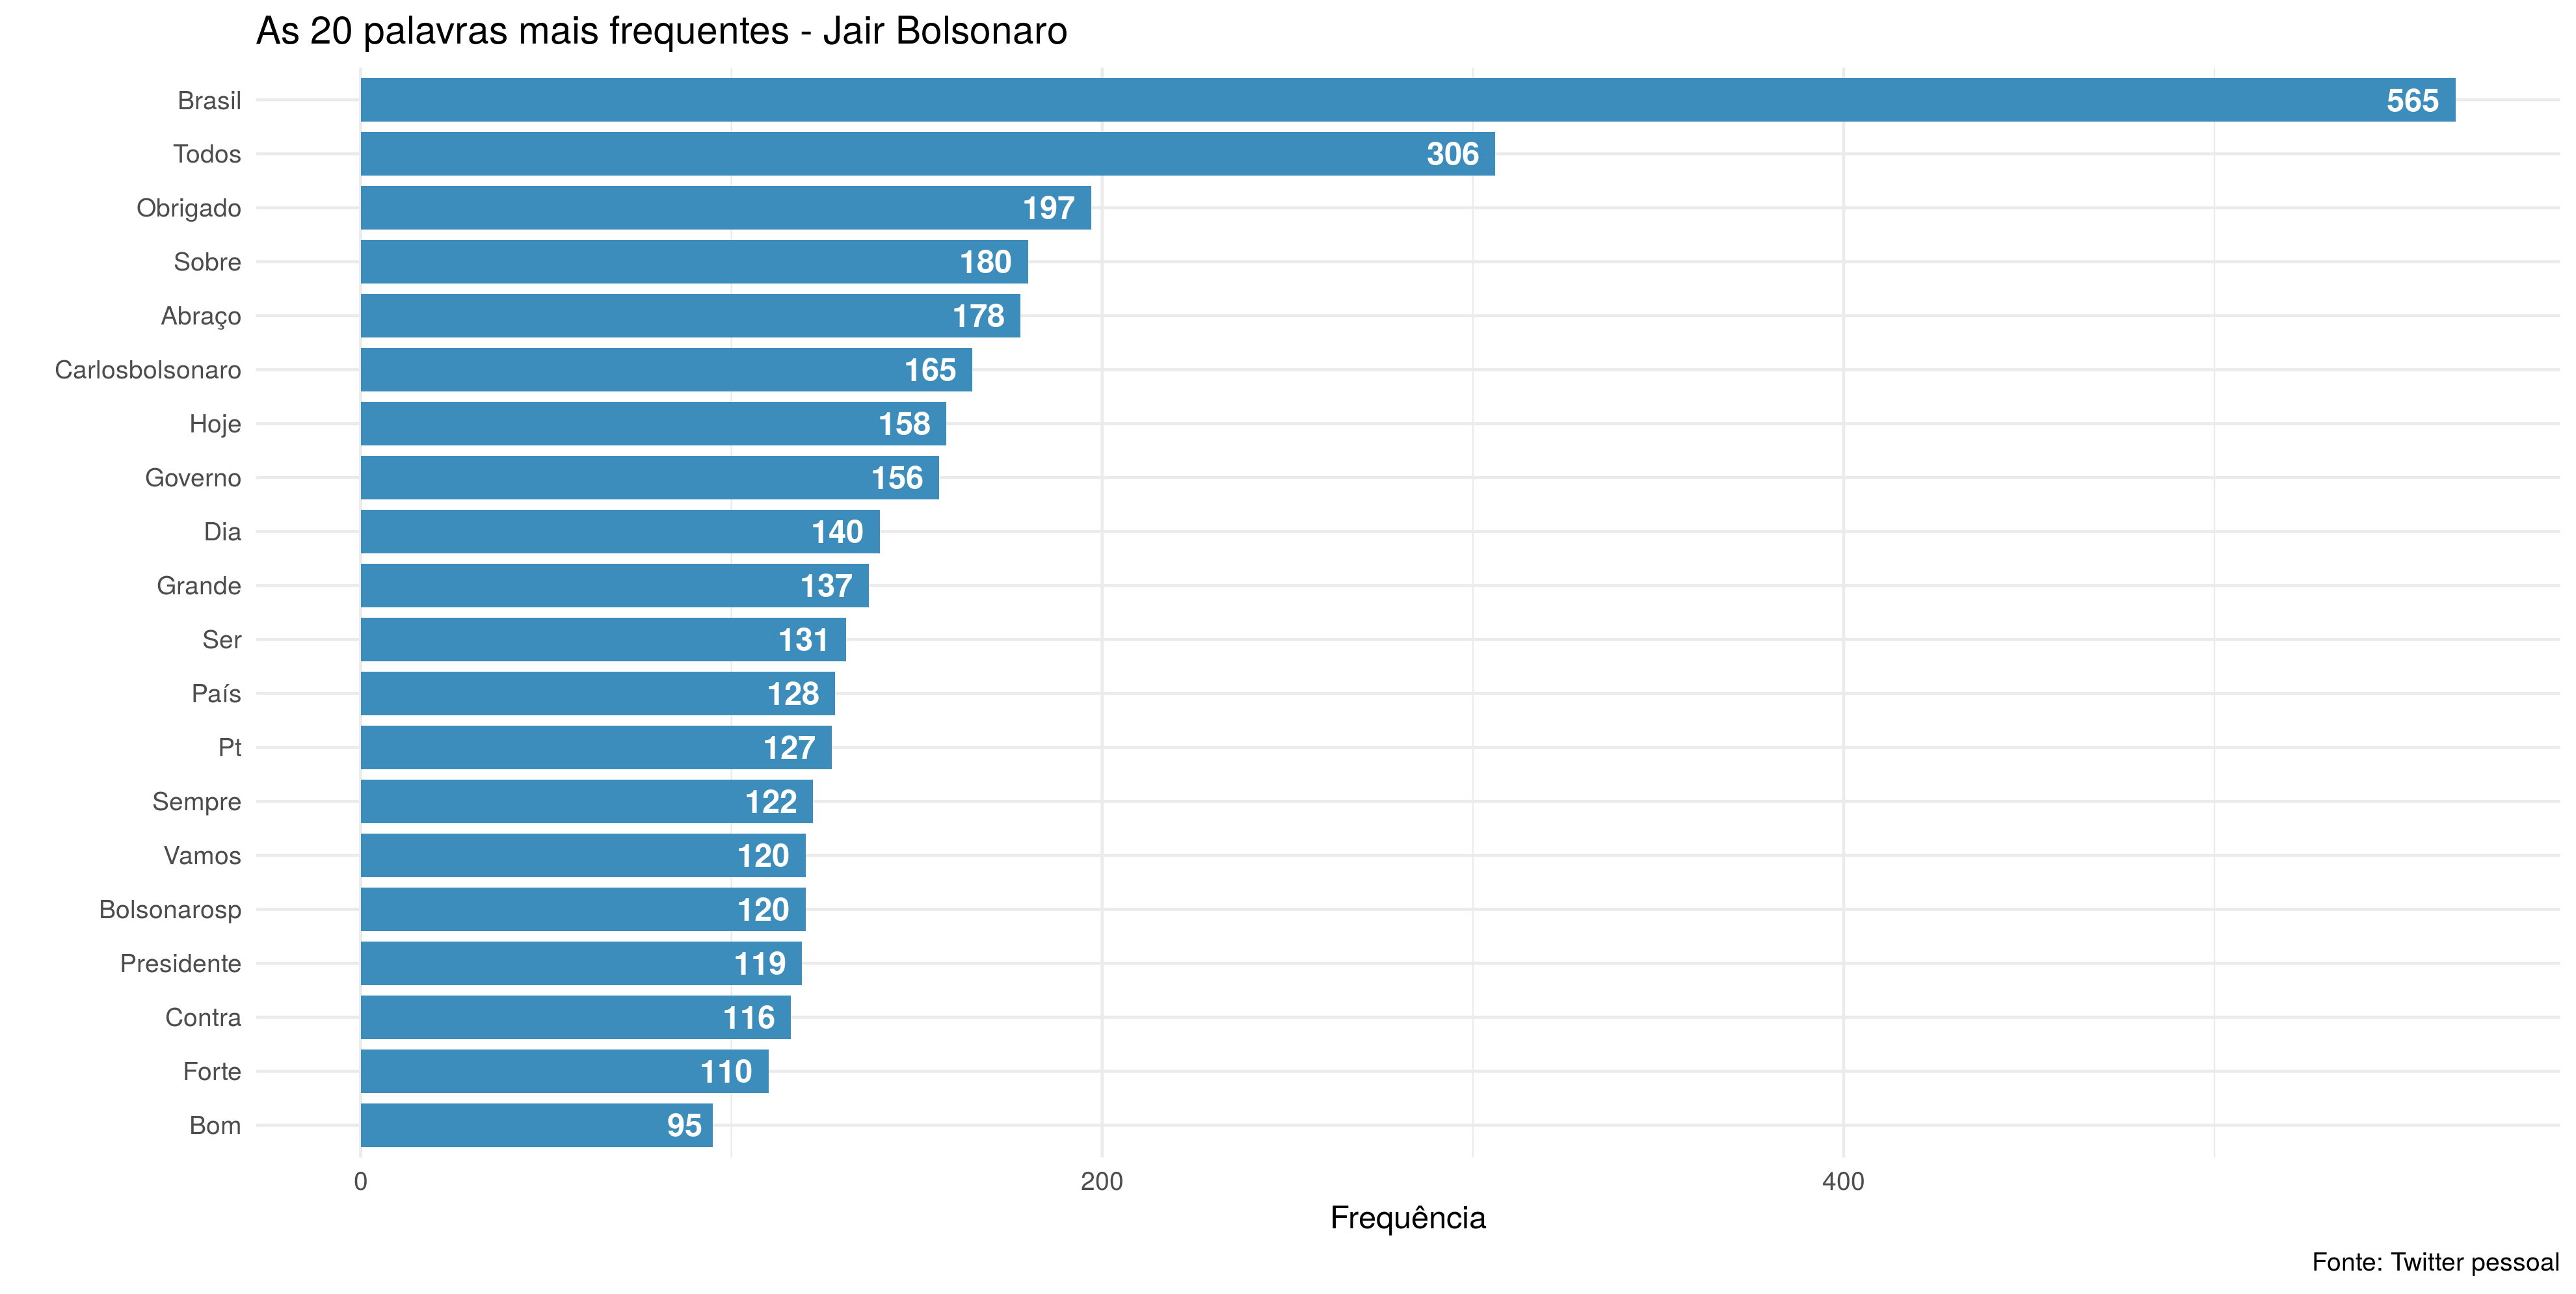 As 20 palavras mais frequentes - Jair Bolsonaro
Brasil 565
Todos 306
Obrigado 197
Sobre 180
Abraço 178
Carlosbolsonaro 165
Hoje 158
Governo 156
Dia 140
Grande 137
Ser 131
País 128
Pt 127
Sempre 122
Vamos 120
Bolsonarosp 120
Presidente 119
Contra 116
Forte 110
Bom 95
0 200 400
Frequência
Fonte: Twitter pessoal